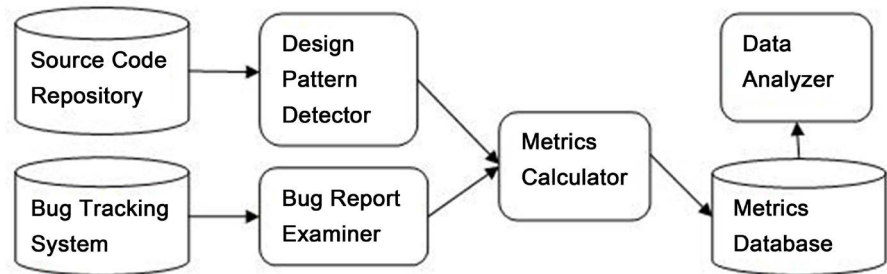 Source Code
Repository
Design
Pattern
Detector
Data
Analyzer
Metrics
Calculator
Bug Tracking
System
Bug Report
Examiner
Metrics
Database